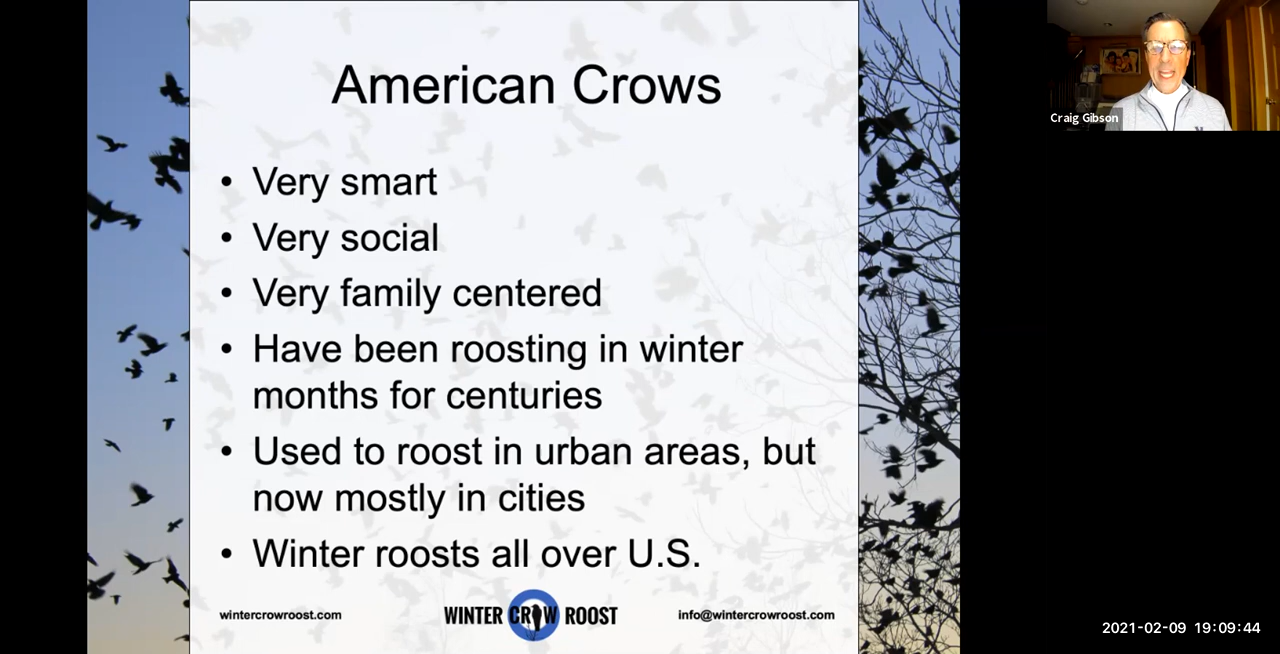 American Crows
• Very smart
• Very social
• Very family centered
• Have been roosting in winter
months for centuries
• Used to roost in urban areas, but
now mostly in cities
• Winter roosts all over U.S.
wintercrowroost.com
WINTER CROW ROOST
info@wintercrowroost.com
Craig Gibson
2021-02-09 19:09:44